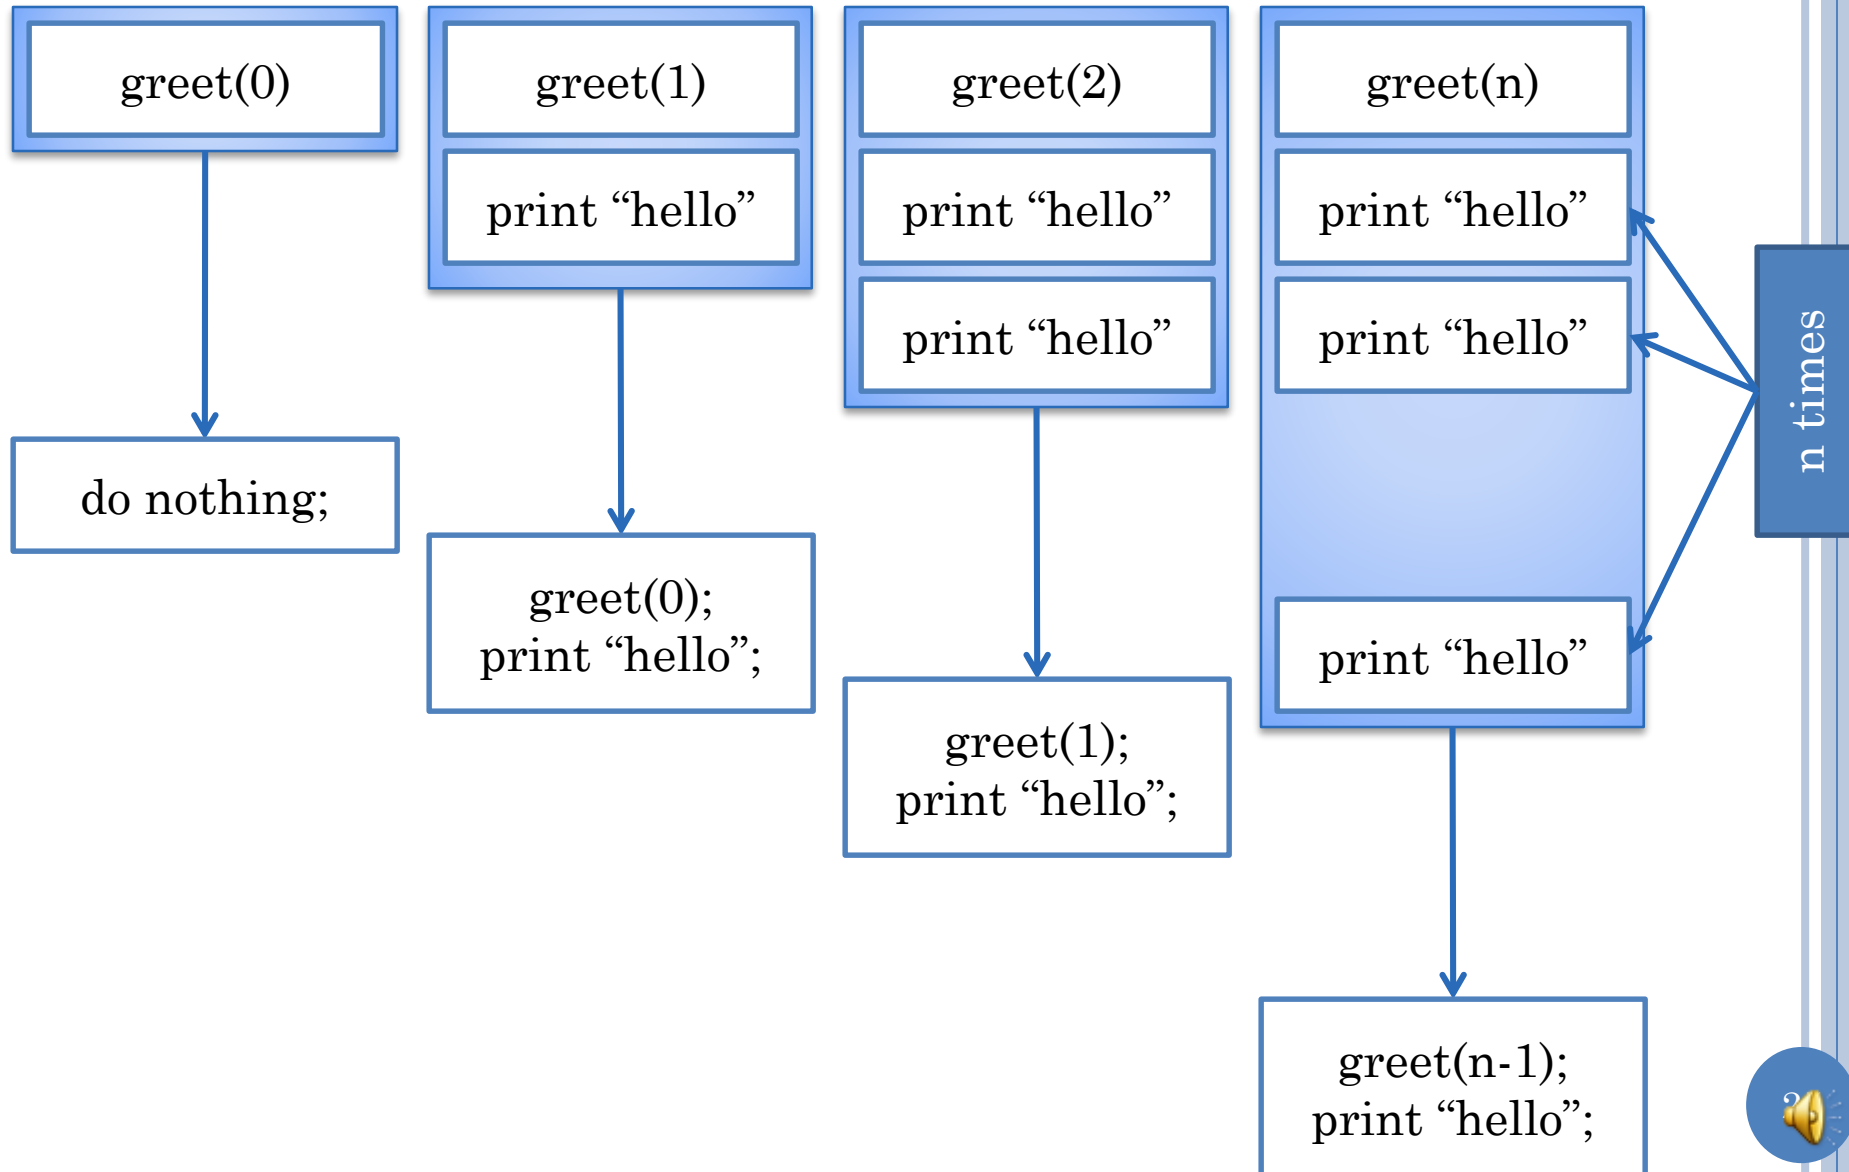 greet(0)
do nothing;
greet(1)
print “hello”
greet(0);
print “hello”;
greet(2)
print “hello”
print “hello”
greet(1);
print “hello”;
greet(n)
print “hello”
print “hello”
print “hello”
greet(n-1);
print “hello”;
n times